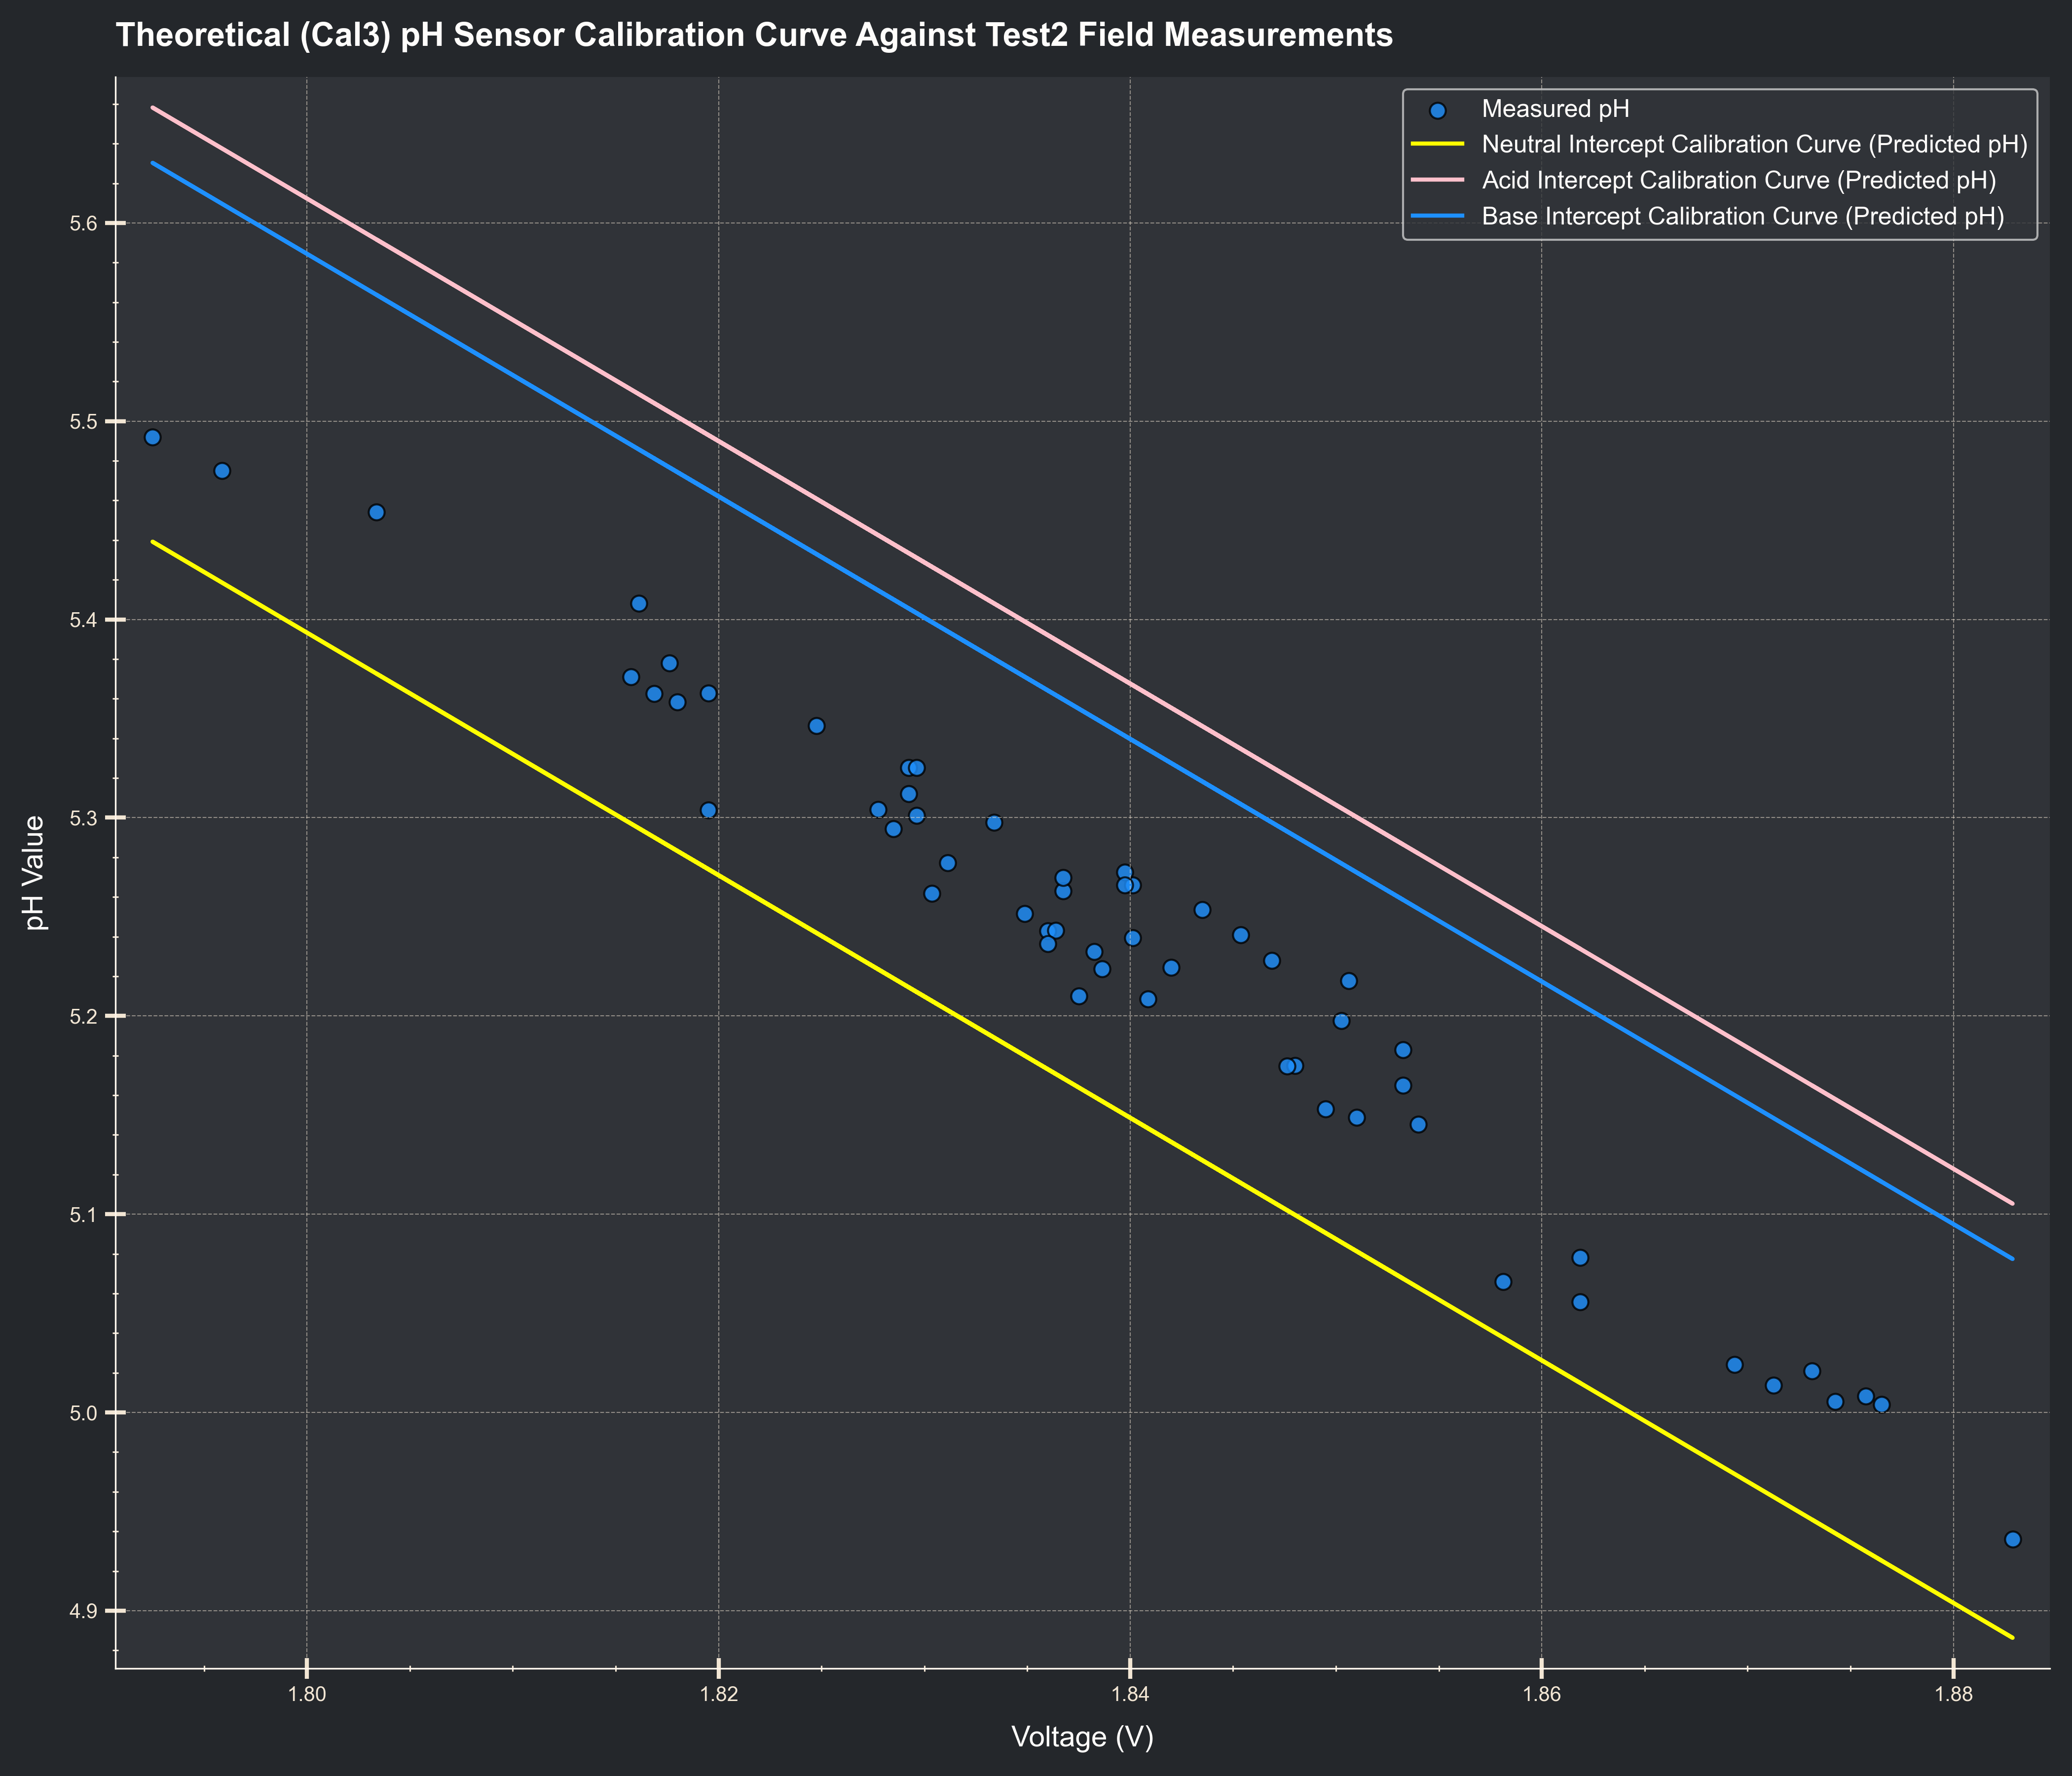 Theoretical (Cal3) pH Sensor Calibration Curve Against Test2 Field Measurements
Measured pH
Neutral Intercept Calibration Curve (Predicted pH)
Acid Intercept Calibration Curve (Predicted pH)
Base Intercept Calibration Curve (Predicted pH)
pH Value
5.6
5.5
5.4
5.3
5.2
5.1
5.0
4.9
1.80 1.82 1.84 1.86 1.88
Voltage (V)